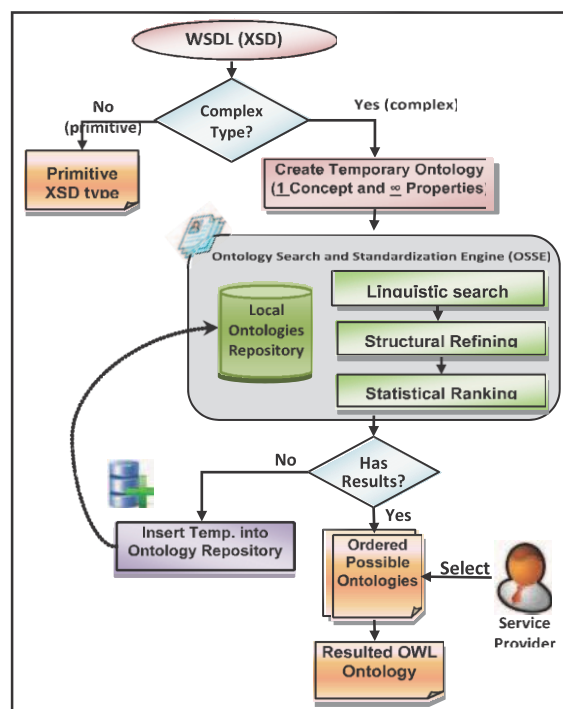 WSDL (XSD)
Complex
Type?
No
(primitive)
Yes (complex)
Primitive
XSD type
Create Temporary Ontology
(1 Concept and ∞ Properties)
Ontology Search and Standardization Engine (OSSE)
Local
Ontologies
Repository
Linguistic search
Structural Refining
Statistical Ranking
Has
Results?
No
Yes
Insert Temp. into
Ontology Repository
Ordered
Possible
Ontologies
Select
Service
Provider
Resulted OWL
Ontology